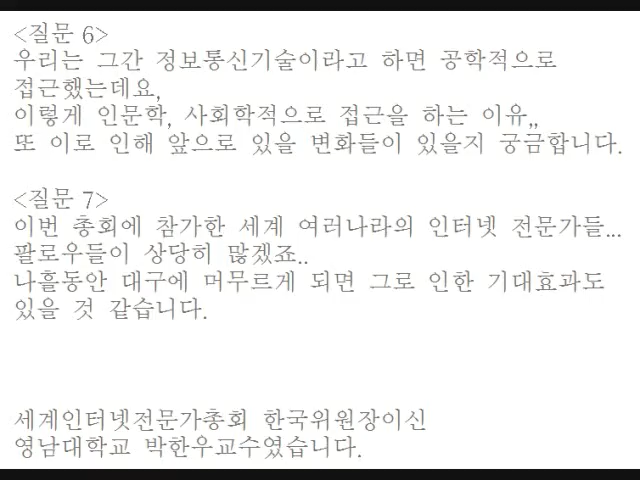 <질문 6>
우리는 그간 정보통신기술이라고 하면 공학적으로
접근했는데요,
이렇게 인문학, 사회학적으로 접근을 하는 이유,,
또 이로 인해 앞으로 있을 변화들이 있을지 궁금합니다.
<질문 7>
이번 총회에 참가한 세계 여러나라의 인터넷 전문가들...
팔로우들이 상당히 많겠죠..
나흘동안 대구에 머무르게 되면 그로 인한 기대효과도
있을 것 같습니다.
세계인터넷전문가총회 한국위원장이신
영남대학교 박한우교수였습니다.